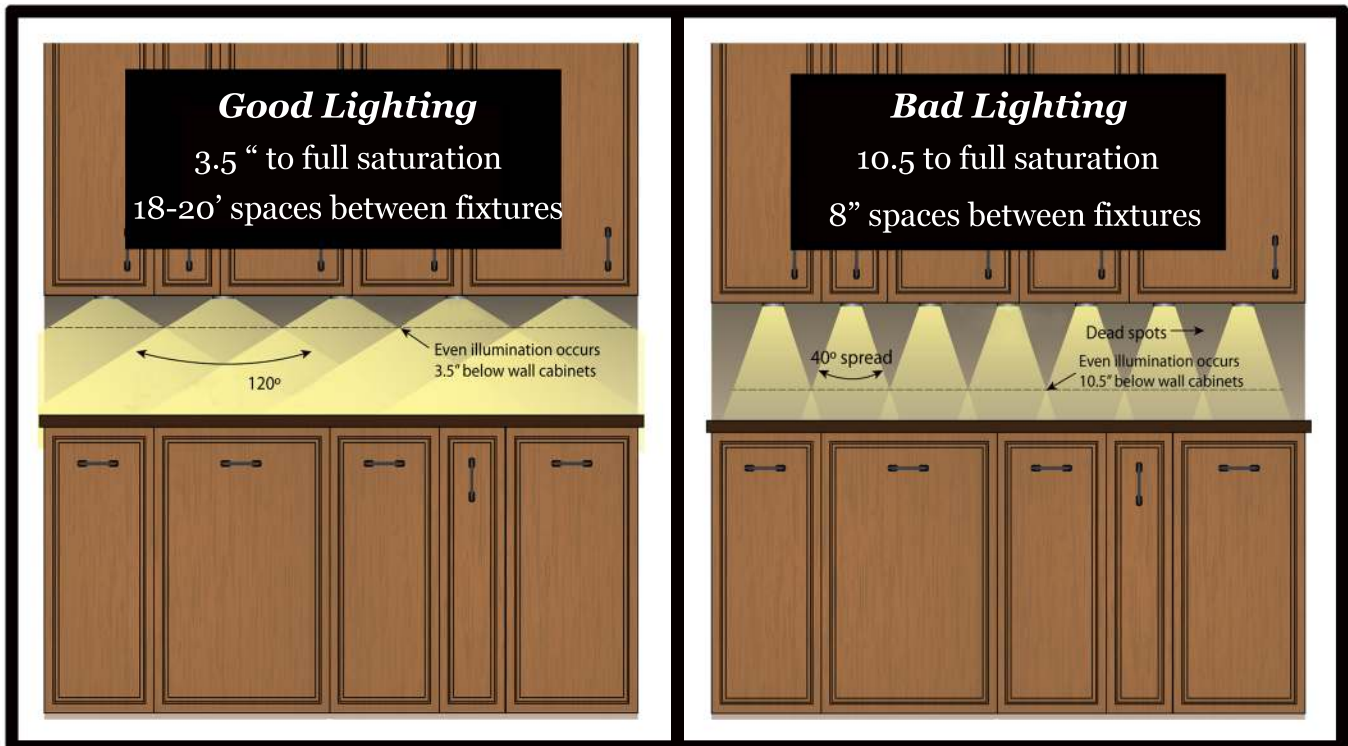 Good Lighting
3.5 “ to full saturation
18-20’ spaces between fixtures
Even illumination occurs
3.5" below wall cabinets
120º
Bad Lighting
10.5 to full saturation
8” spaces between fixtures
Dead spots
40º spread
Even illumination occurs
10.5" below wall cabinets